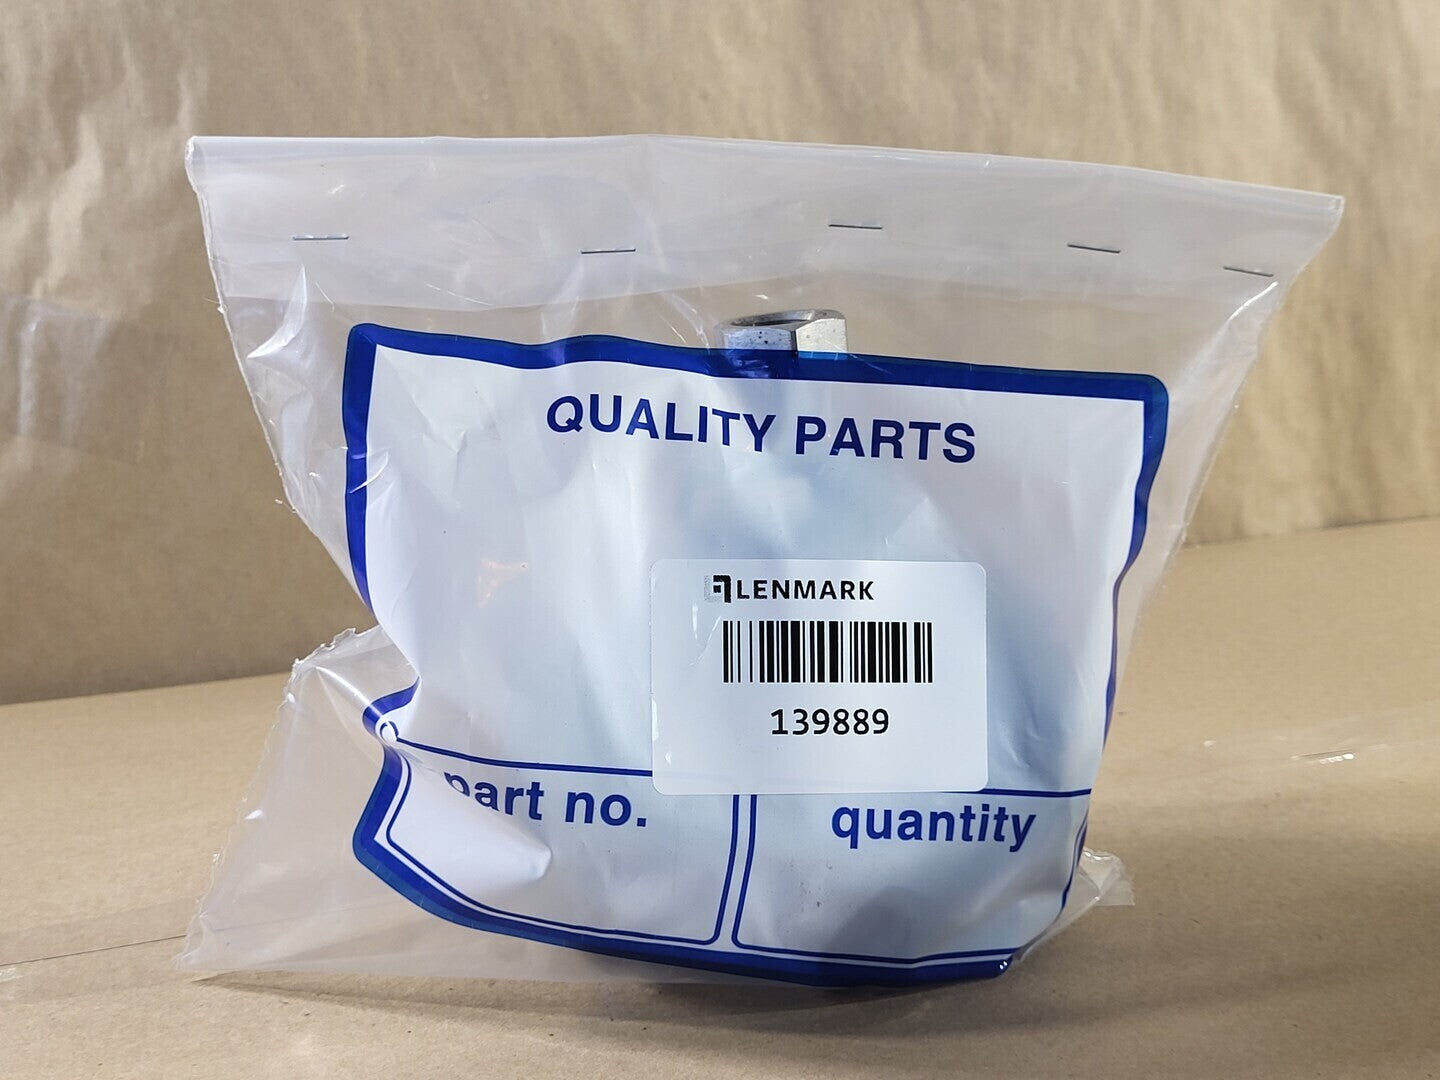 QUALITY PARTS
LENMARK
139889
part no.
quantity